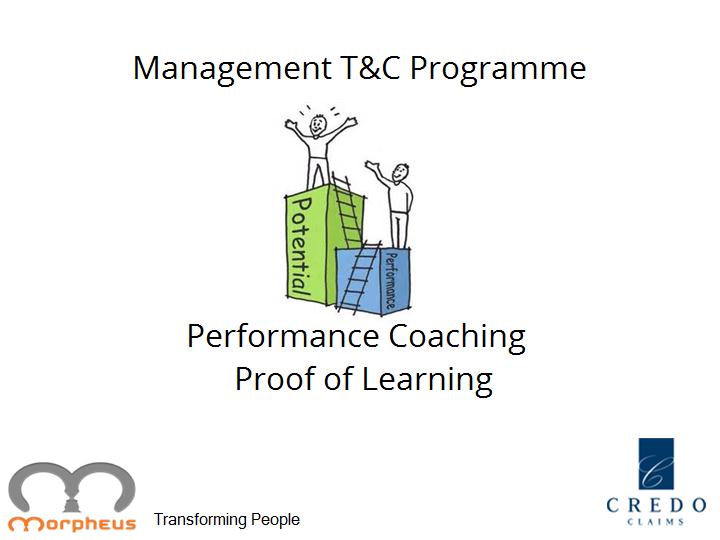 Management T&C Programme
Potential
Performance
Performance Coaching
Proof of Learning
morpheus
Transforming People
C
CREDO
CLAIMS